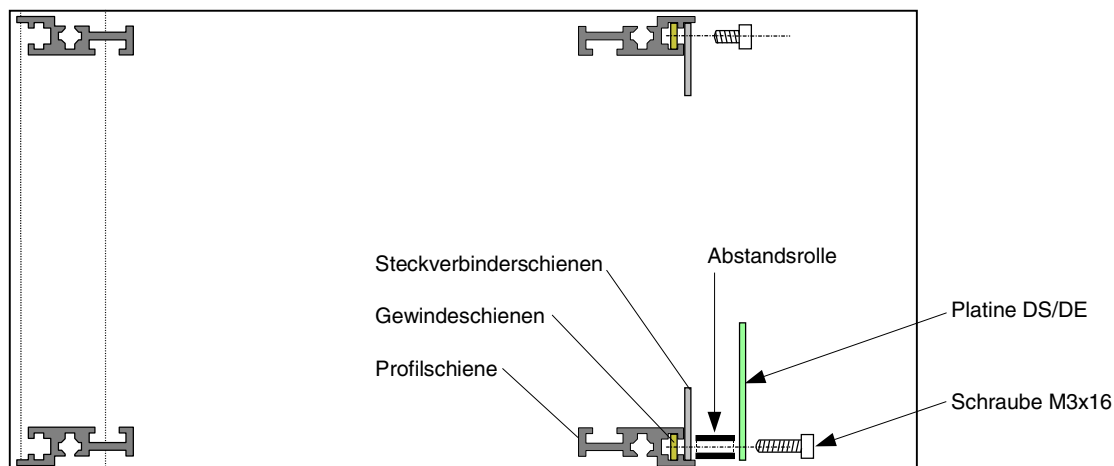 Steckverbinderschienen
Abstandsrolle
Gewindeschienen
Platine DS/DE
Profilschiene
Schraube M3x16